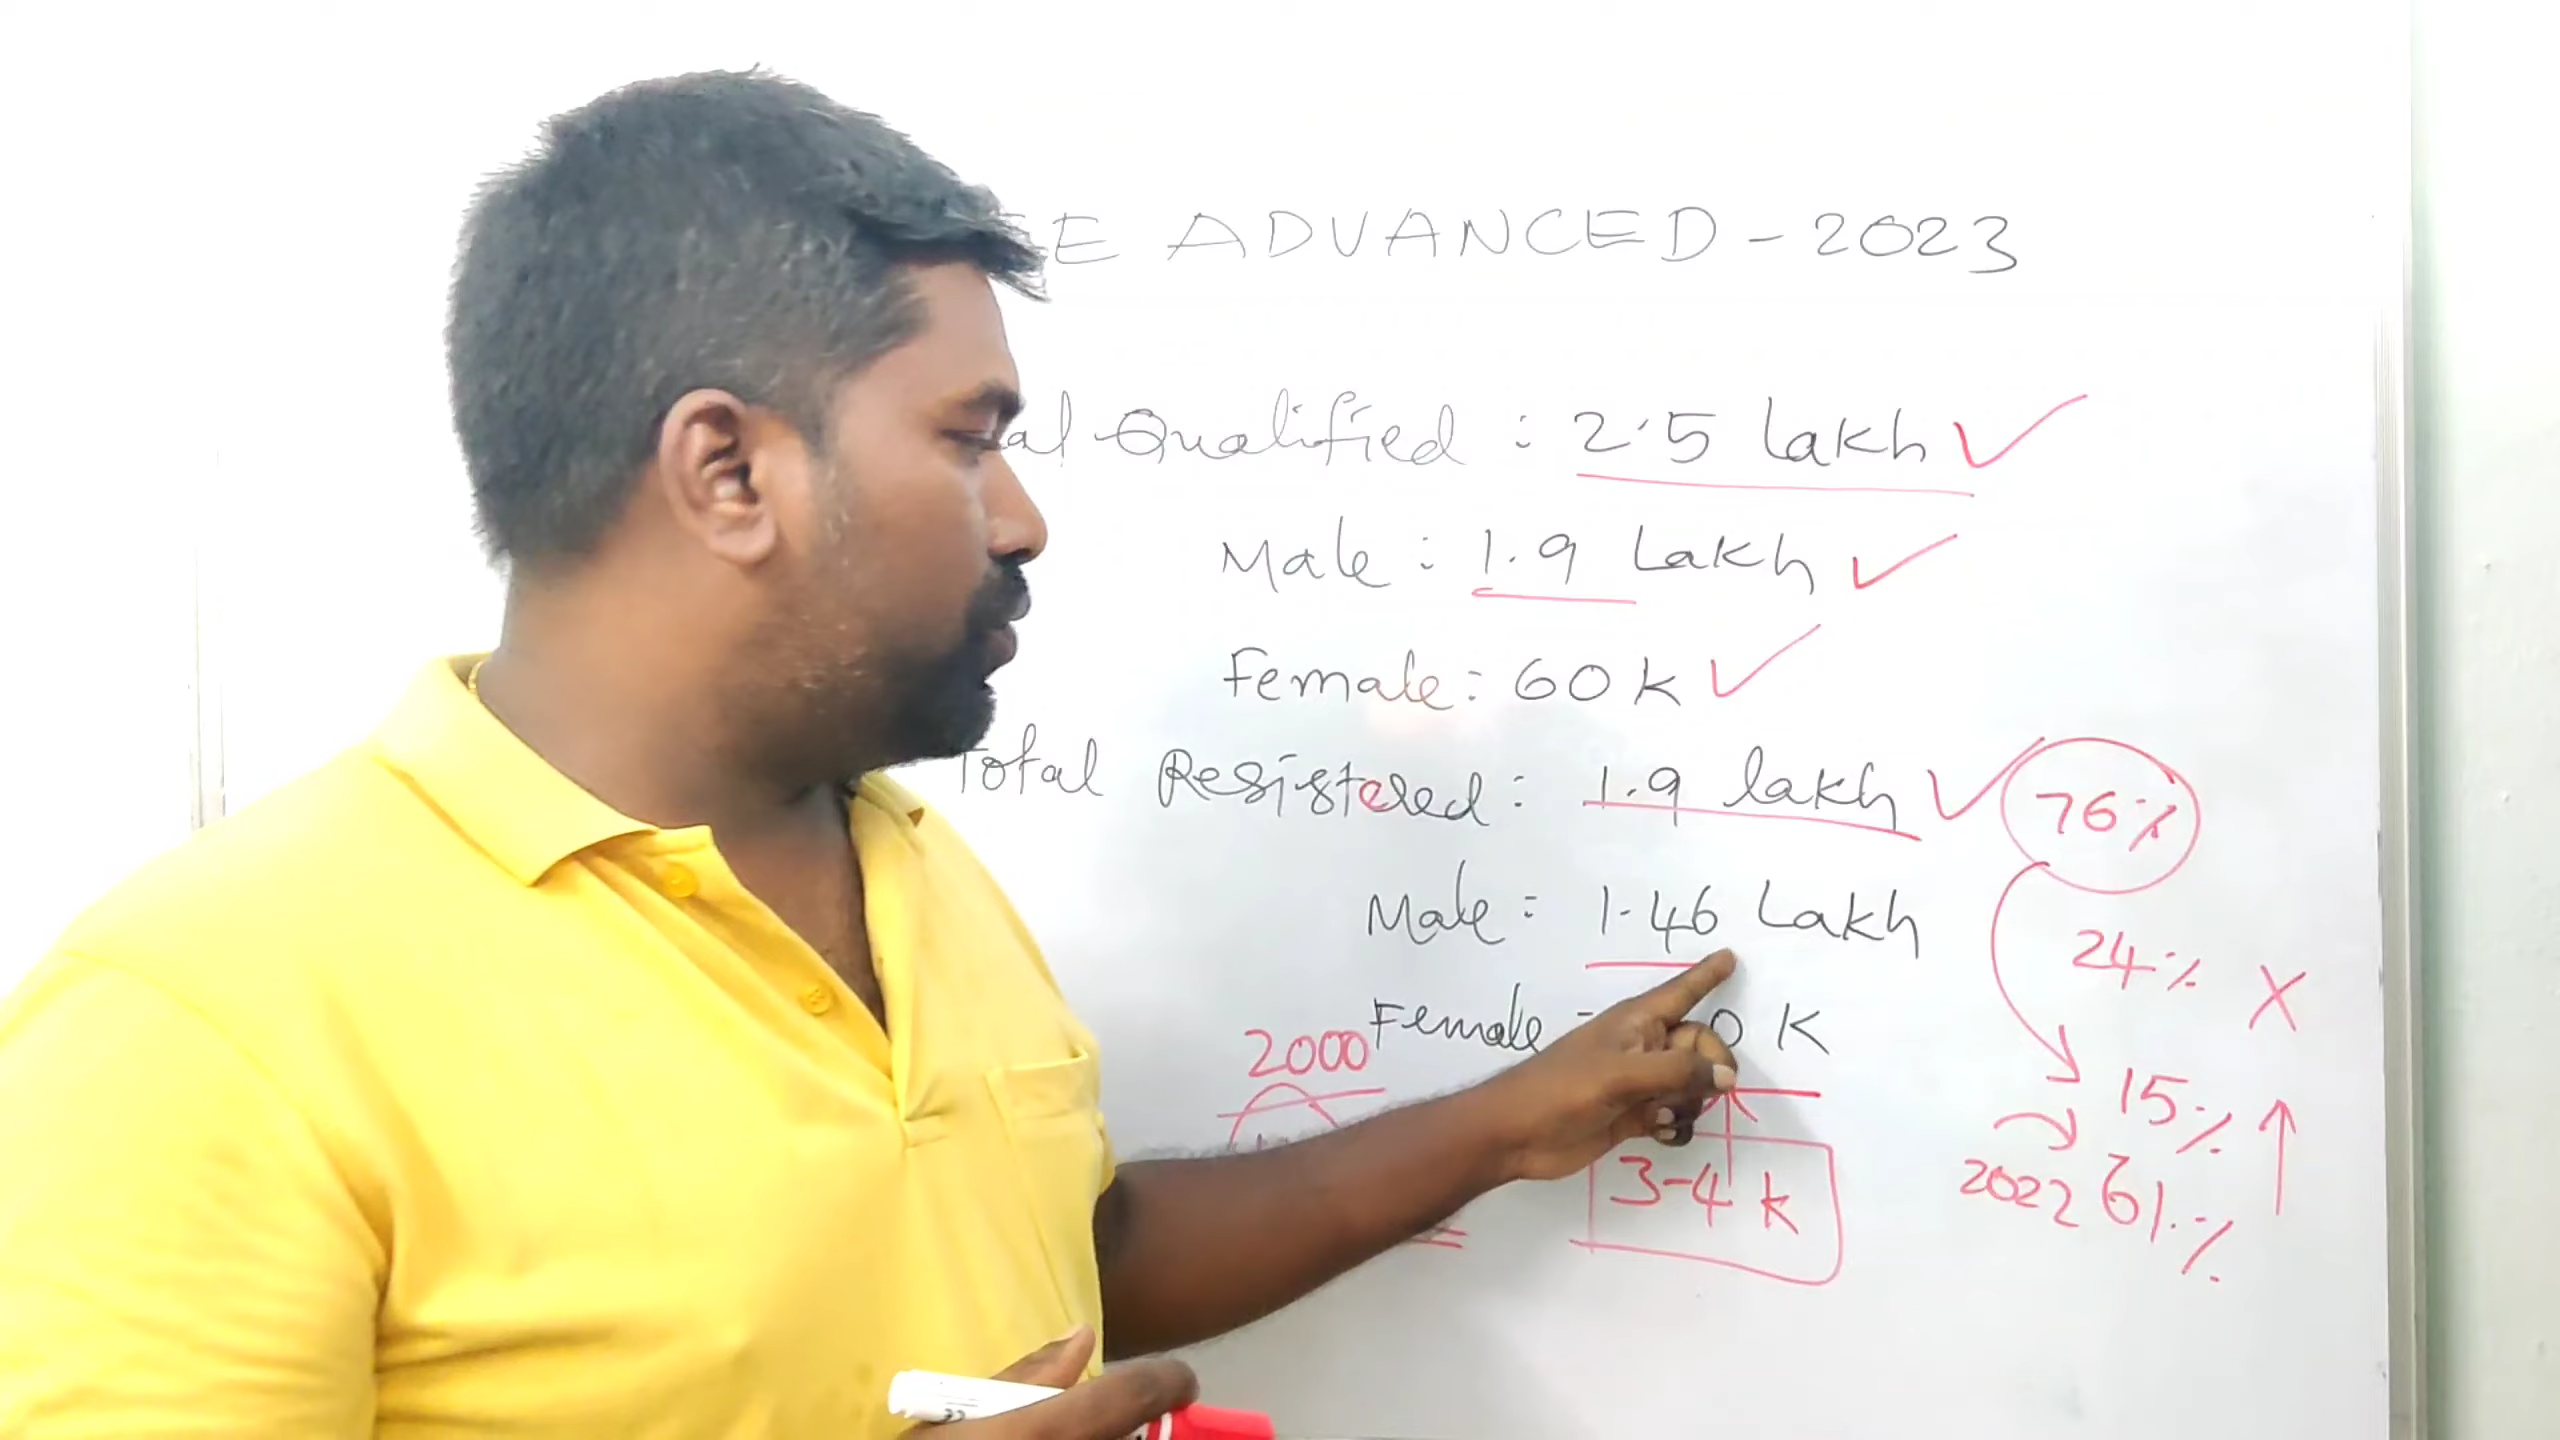 EE ADVANCED - 2023
al Qualified : 2.5 Lakh ✓
Male : 1.9 Lakh ✓
Female : 60 K ✓
Total Registered : 1.9 lakh ✓ 76%
Male : 1.46 Lakh
24% X
Female = 0 K
2000
15% ↑
3-4 k
2022 61%